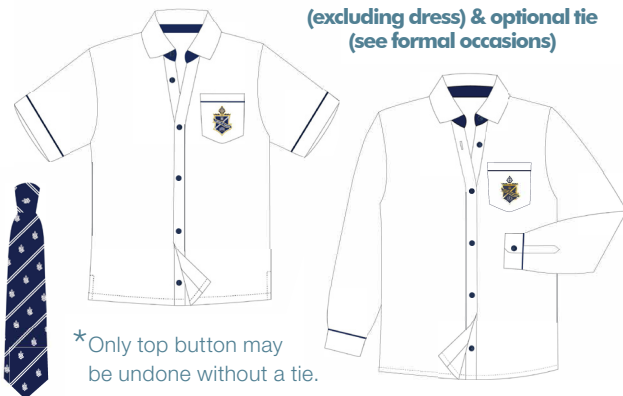 (excluding dress) & optional tie
(see formal occasions)
*Only top button may
be undone without a tie.